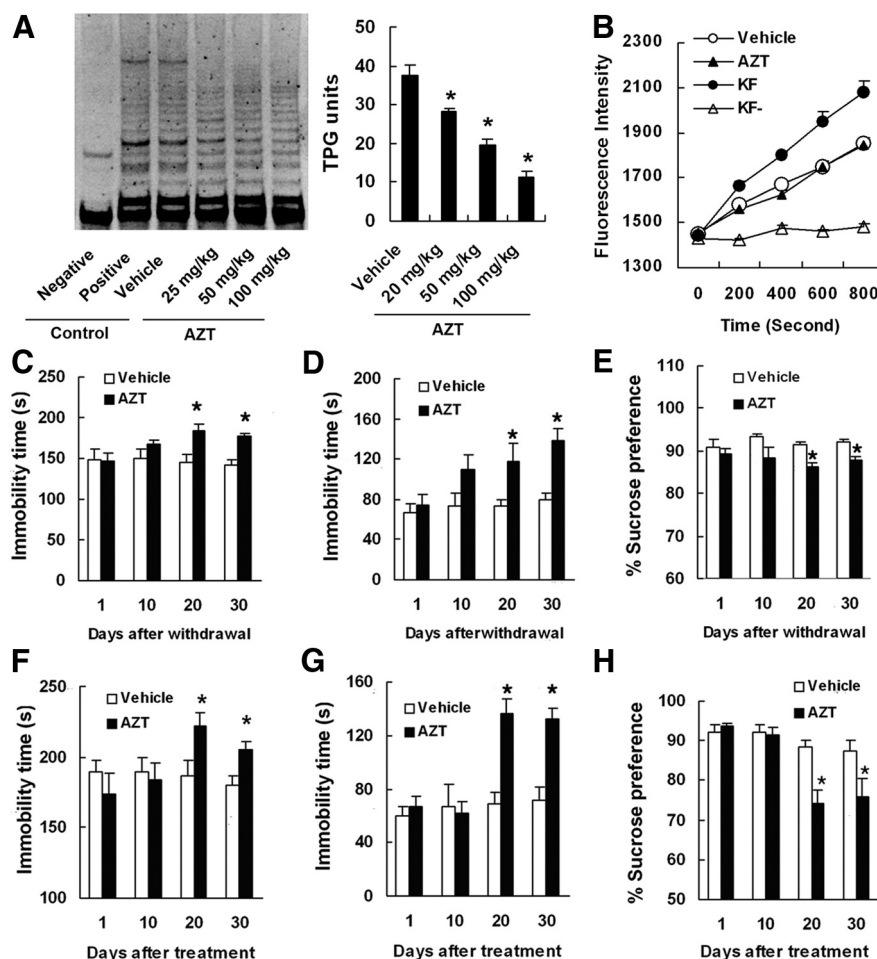 A
Negative
Positive
Vehicle
25 mg/kg
50 mg/kg
100 mg/kg
Control
AZT
TPG units
50
40
30
20
10
0
*
*
*
Vehicle
20 mg/kg
50 mg/kg
100 mg/kg
AZT
B
Fluorescence Intensity
2300
2100
1900
1700
1500
1300
Vehicle
AZT
KF
KF-
0 200 400 600 800
Time (Second)
C
Immobility time (s)
250
200
150
100
50
0
Vehicle
AZT
* *
1 10 20 30
Days after withdrawal
D
Immobility time (s)
200
160
120
80
40
0
Vehicle
AZT
* *
1 10 20 30
Days afterwithdrawal
E
% Sucrose preference
110
100
90
80
70
60
Vehicle
AZT
* *
1 10 20 30
Days after withdrawal
F
Immobility time (s)
250
200
150
100
Vehicle
AZT
* *
1 10 20 30
Days after treatment
G
Immobility time (s)
160
120
80
40
0
Vehicle
AZT
* *
1 10 20 30
Days after treatment
H
% Sucrose preference
100
90
80
70
60
50
Vehicle
AZT
* *
1 10 20 30
Days after treatment